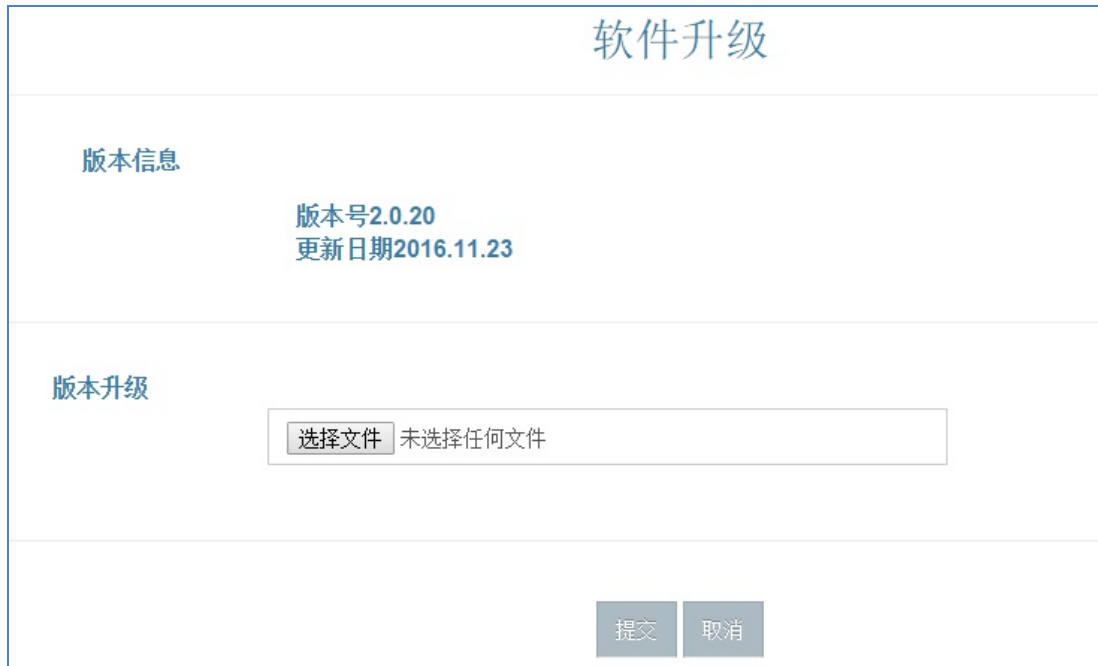 软件升级
版本信息
版本号2.0.20
更新日期2016.11.23
版本升级
选择文件 未选择任何文件
提交 取消